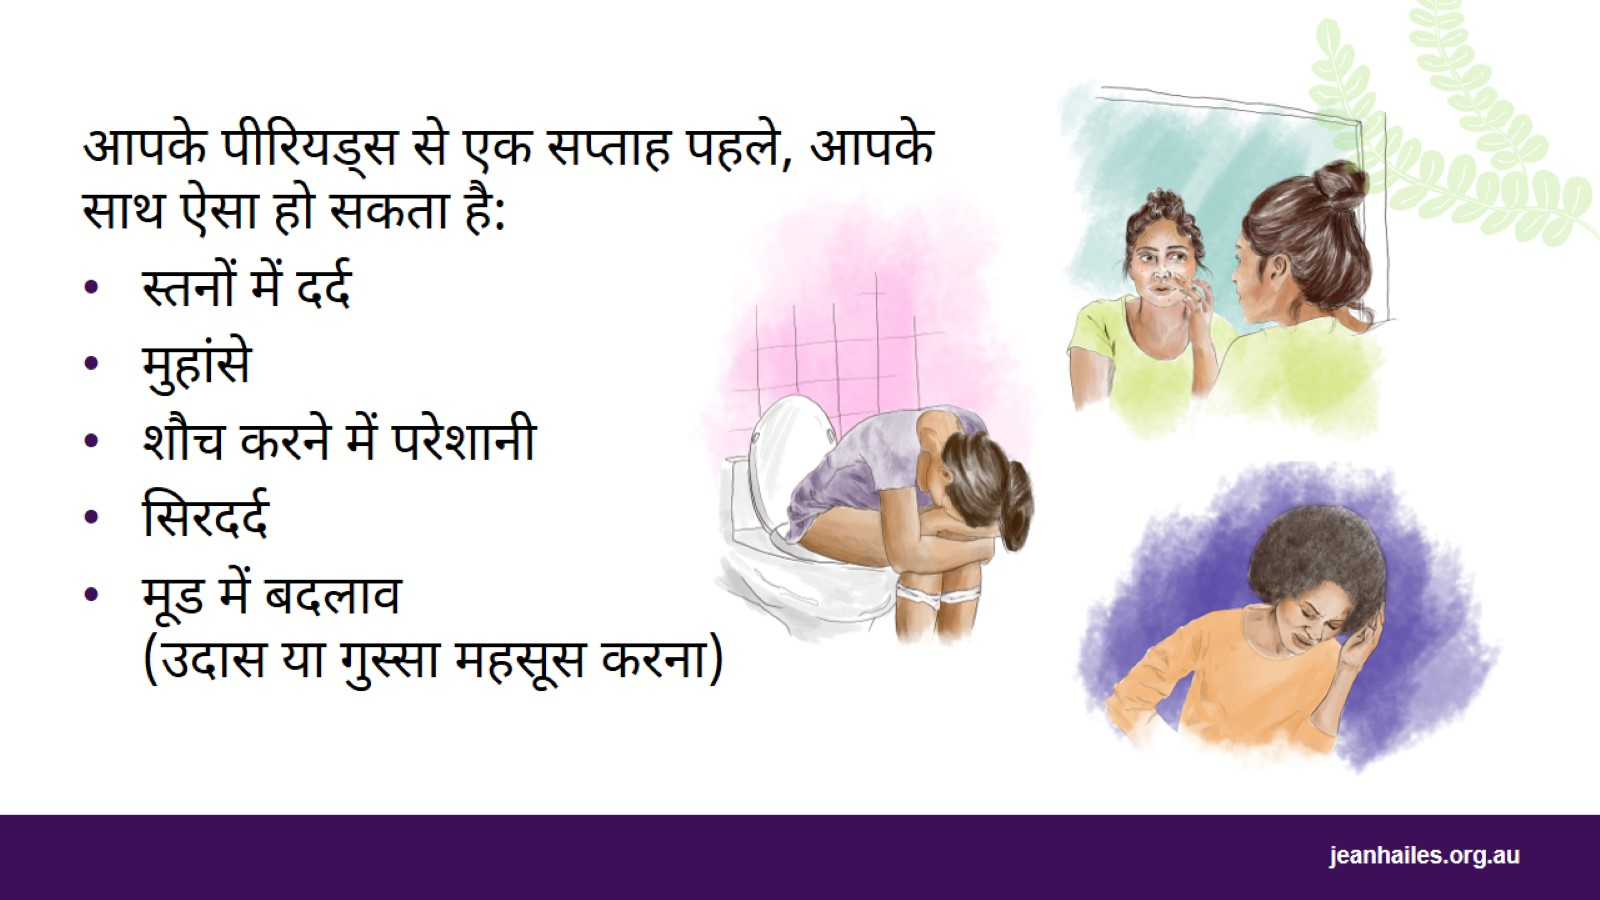 आपके पीरियड्स से एक सप्ताह पहले, आपके
साथ ऐसा हो सकता है:
• स्तनों में दर्द
• मुहांसे
• शौच करने में परेशानी
• सिरदर्द
• मूड में बदलाव
(उदास या गुस्सा महसूस करना)
jeanhailes.org.au